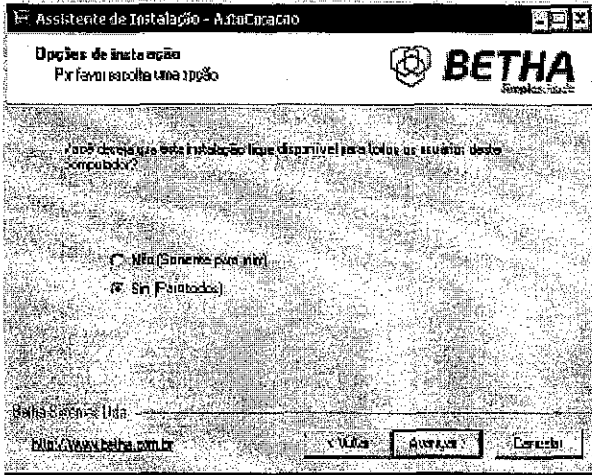 Assistente de Instalação - AutoCotacao
Opções de instalação
Por favor escolha uma opção
BETHA
Você deseja que esta instalação fique disponível para todos os usuários deste
computador?
Não (Somente para mim)
Sim (Para todos)
Betha Sistemas Ltda.
http://www.betha.com.br
< Voltar
Avançar >
Cancelar